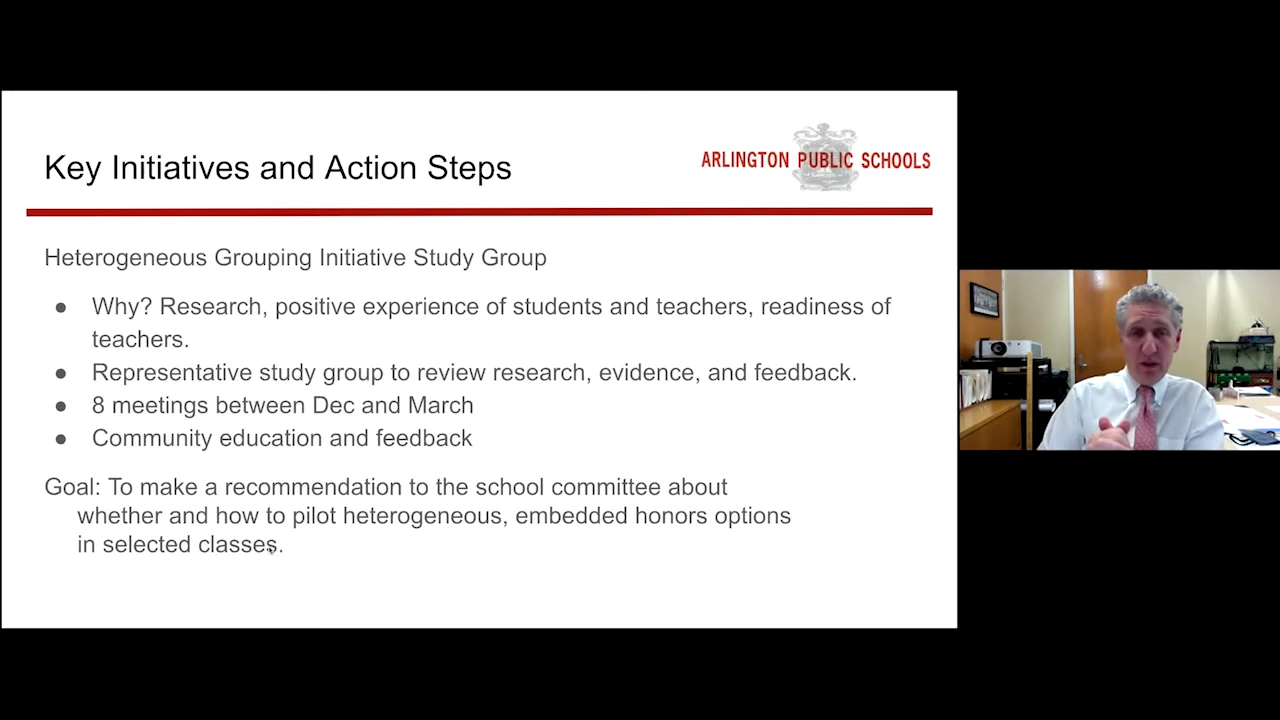 Key Initiatives and Action Steps
ARLINGTON PUBLIC SCHOOLS
Heterogeneous Grouping Initiative Study Group
● Why? Research, positive experience of students and teachers, readiness of
teachers.
● Representative study group to review research, evidence, and feedback.
● 8 meetings between Dec and March
● Community education and feedback
Goal: To make a recommendation to the school committee about
whether and how to pilot heterogeneous, embedded honors options
in selected classes.